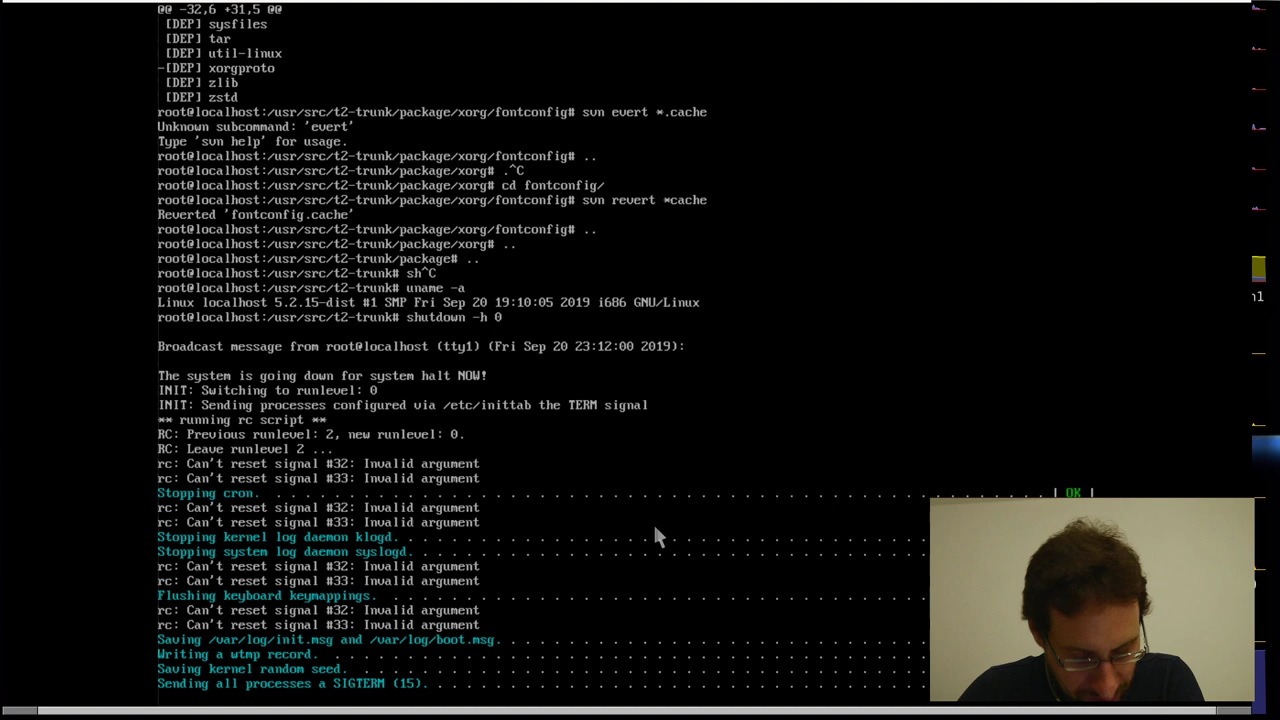 @@ -32,6 +31,5 @@
[DEP] sysfiles
[DEP] tar
[DEP] util-linux
-[DEP] xorgproto
[DEP] zlib
[DEP] zstd
root@localhost:/usr/src/t2-trunk/package/xorg/fontconfig# svn evert *.cache
Unknown subcommand: 'evert'
Type 'svn help' for usage.
root@localhost:/usr/src/t2-trunk/package/xorg/fontconfig# ..
root@localhost:/usr/src/t2-trunk/package/xorg# .^C
root@localhost:/usr/src/t2-trunk/package/xorg# cd fontconfig/
root@localhost:/usr/src/t2-trunk/package/xorg/fontconfig# svn revert *cache
Reverted 'fontconfig.cache'
root@localhost:/usr/src/t2-trunk/package/xorg/fontconfig# ..
root@localhost:/usr/src/t2-trunk/package/xorg# ..
root@localhost:/usr/src/t2-trunk/package# ..
root@localhost:/usr/src/t2-trunk# sh^C
root@localhost:/usr/src/t2-trunk# uname -a
Linux localhost 5.2.15-dist #1 SMP Fri Sep 20 19:10:05 2019 i686 GNU/Linux
root@localhost:/usr/src/t2-trunk# shutdown -h 0
Broadcast message from root@localhost (tty1) (Fri Sep 20 23:12:00 2019):
The system is going down for system halt NOW!
INIT: Switching to runlevel: 0
INIT: Sending processes configured via /etc/inittab the TERM signal
** running rc script **
RC: Previous runlevel: 2, new runlevel: 0.
RC: Leave runlevel 2 ...
rc: Can't reset signal #32: Invalid argument
rc: Can't reset signal #33: Invalid argument
Stopping cron. . . . . . . . . . . . . . . . . . . . . . . . . . . . . . . . . . . . . . . . | OK |
rc: Can't reset signal #32: Invalid argument
rc: Can't reset signal #33: Invalid argument
Stopping kernel log daemon klogd.
Stopping system log daemon syslogd.
rc: Can't reset signal #32: Invalid argument
rc: Can't reset signal #33: Invalid argument
Flushing keyboard keymappings.
rc: Can't reset signal #32: Invalid argument
rc: Can't reset signal #33: Invalid argument
Saving /var/log/init.msg and /var/log/boot.msg.
Writing a wtmp record.
Saving kernel random seed.
Sending all processes a SIGTERM (15).